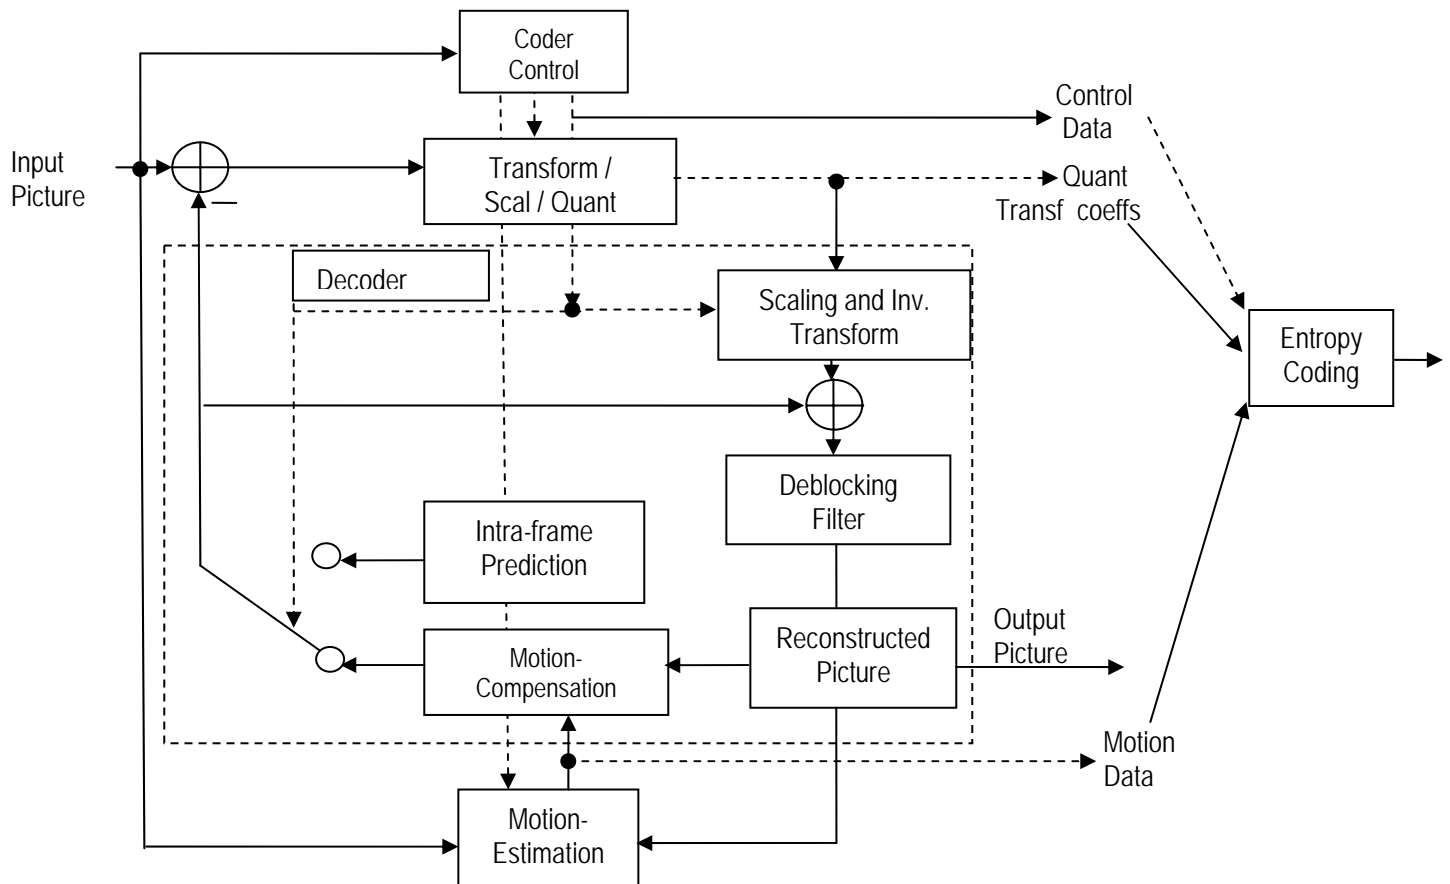 Coder
Control
Control
Data
Input
Picture
Transform /
Scal / Quant
Quant
Transf coeffs
—
Decoder
Scaling and Inv.
Transform
Entropy
Coding
Deblocking
Filter
Intra-frame
Prediction
Motion-
Compensation
Reconstructed
Picture
Output
Picture
Motion
Data
Motion-
Estimation